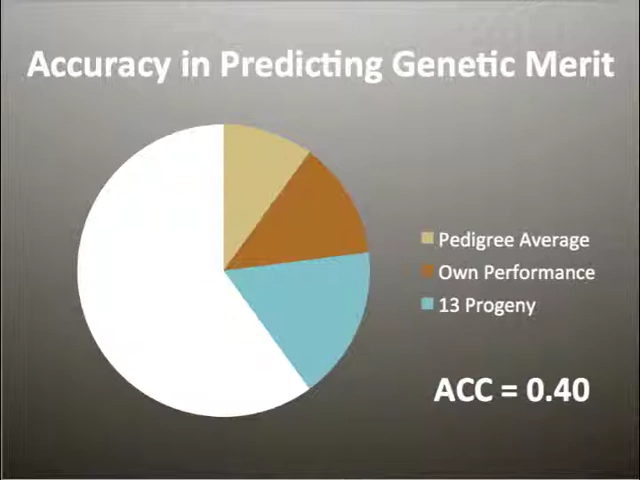 Accuracy in Predicting Genetic Merit
Pedigree Average
Own Performance
13 Progeny
ACC = 0.40